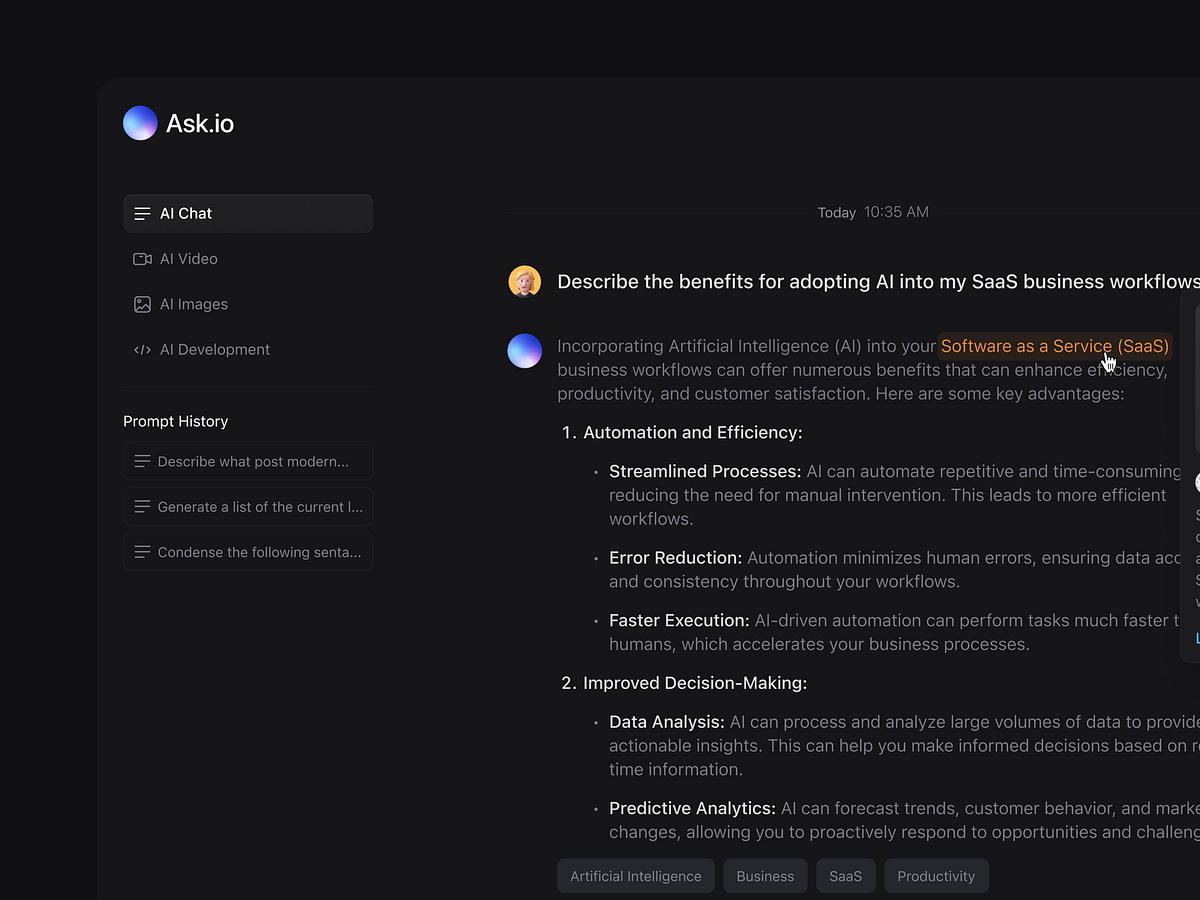 Ask.io
AI Chat
AI Video
AI Images
AI Development
Prompt History
Describe what post modern...
Generate a list of the current l...
Condense the following senta...
Today 10:35 AM
Describe the benefits for adopting AI into my SaaS business workflows
Incorporating Artificial Intelligence (AI) into your Software as a Service (SaaS)
business workflows can offer numerous benefits that can enhance efficiency,
productivity, and customer satisfaction. Here are some key advantages:
1. Automation and Efficiency:
• Streamlined Processes: AI can automate repetitive and time-consuming
reducing the need for manual intervention. This leads to more efficient
workflows.
• Error Reduction: Automation minimizes human errors, ensuring data acc
and consistency throughout your workflows.
• Faster Execution: AI-driven automation can perform tasks much faster t
humans, which accelerates your business processes.
2. Improved Decision-Making:
• Data Analysis: AI can process and analyze large volumes of data to provide
actionable insights. This can help you make informed decisions based on r
time information.
• Predictive Analytics: AI can forecast trends, customer behavior, and marke
changes, allowing you to proactively respond to opportunities and challeng
Artificial Intelligence
Business
SaaS
Productivity